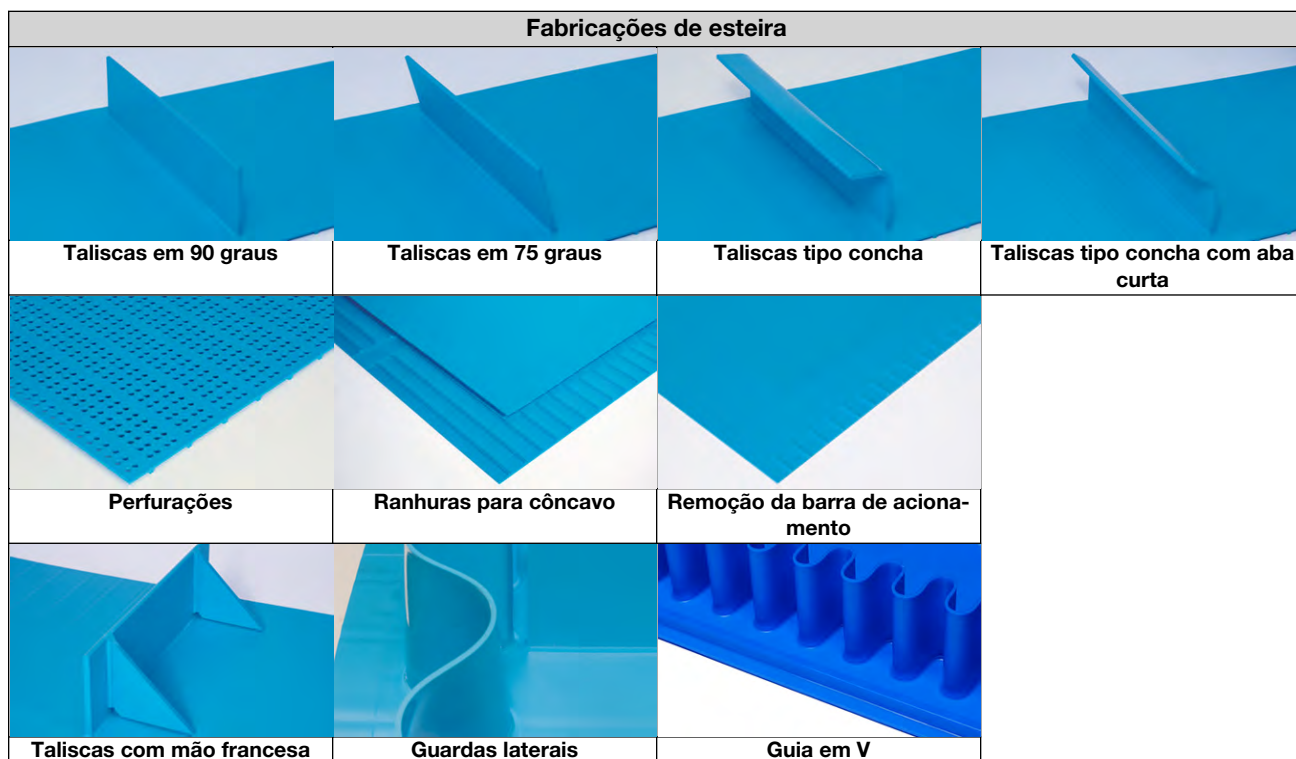 Fabricações de esteira
Taliscas em 90 graus
Taliscas em 75 graus
Taliscas tipo concha
Taliscas tipo concha com aba
curta
Perfurações
Ranhuras para côncavo
Remoção da barra de aciona-
mento
Taliscas com mão francesa
Guardas laterais
Guia em V